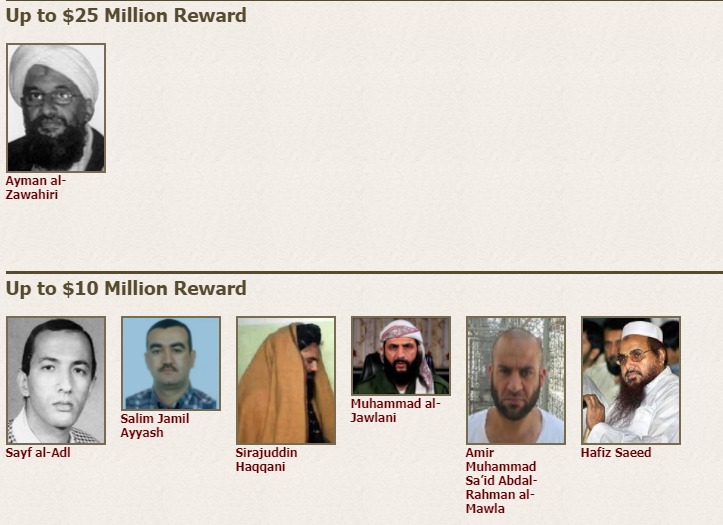 Up to $25 Million Reward
Ayman al-
Zawahiri
Up to $10 Million Reward
Sayf al-Adl
Salim Jamil
Ayyash
Sirajuddin
Haqqani
Muhammad al-
Jawlani
Amir
Muhammad
Sa’id Abdal-
Rahman al-
Mawla
Hafiz Saeed